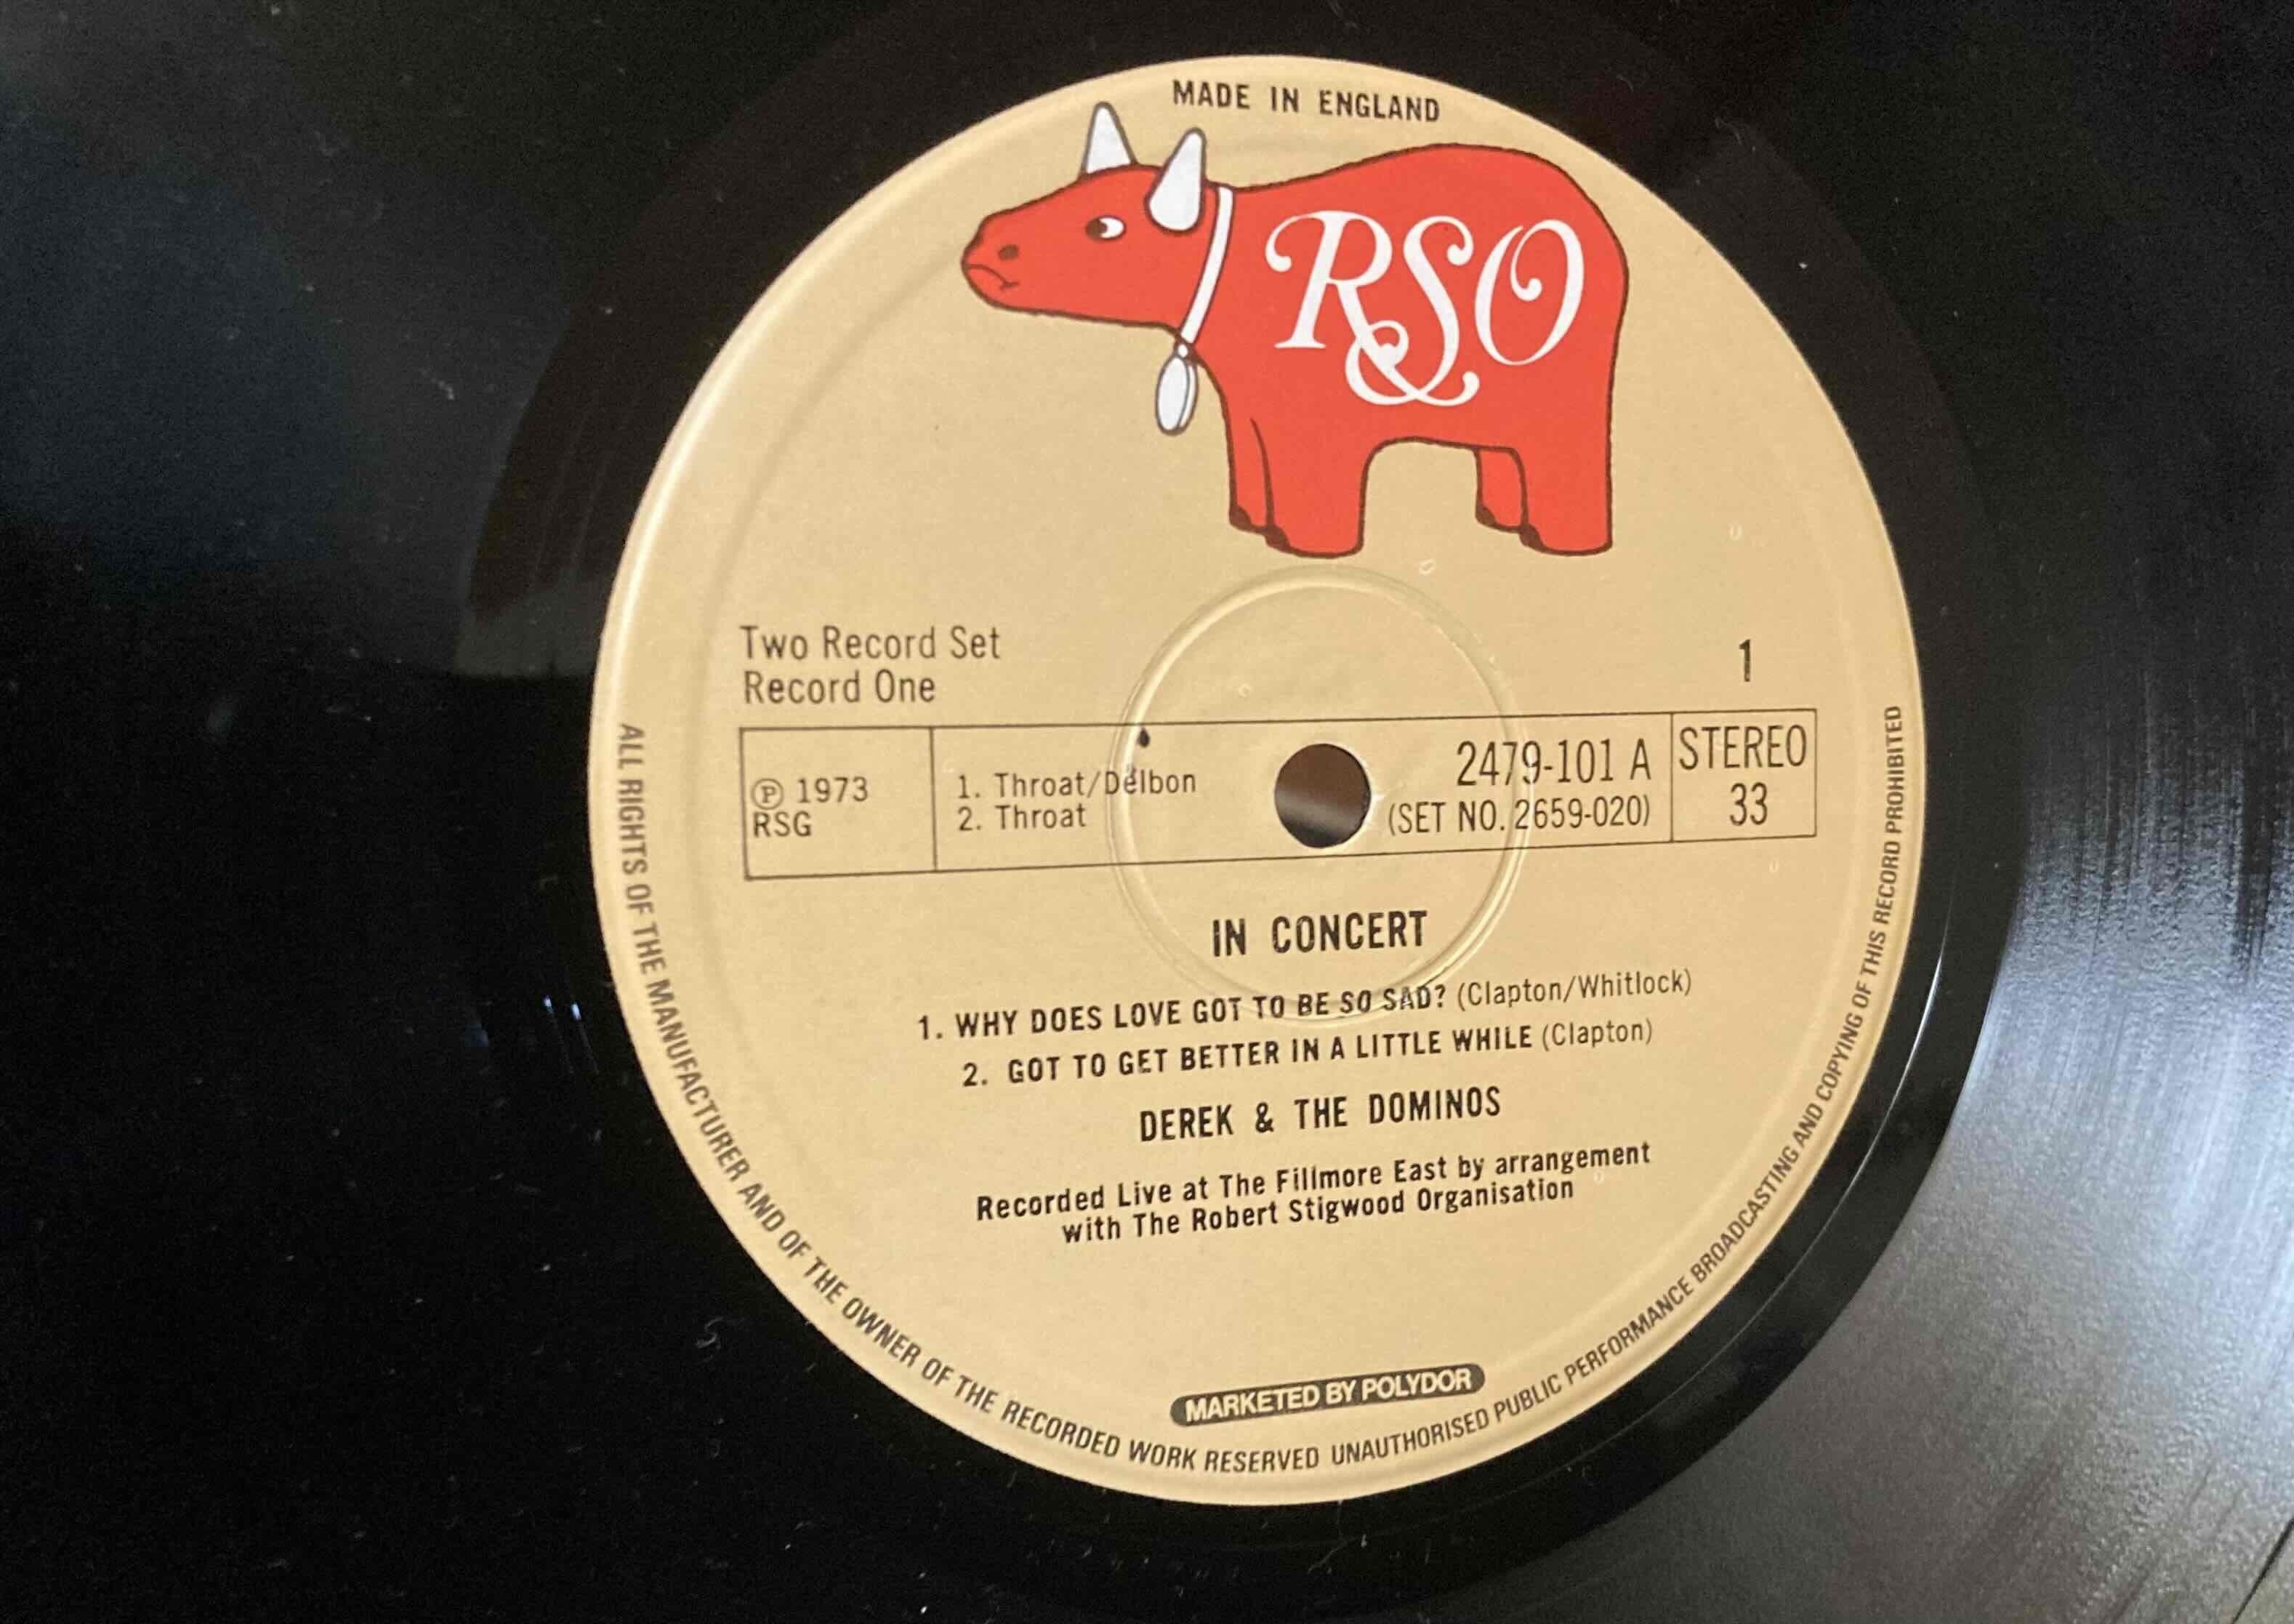 MADE IN ENGLAND
RSO
Two Record Set
Record One
1
℗ 1973
RSG
1. Throat/Delbon
2. Throat
2479-101 A
(SET NO. 2659-020)
STEREO
33
IN CONCERT
1. WHY DOES LOVE GOT TO BE SO SAD? (Clapton/Whitlock)
2. GOT TO GET BETTER IN A LITTLE WHILE (Clapton)
DEREK & THE DOMINOS
Recorded Live at The Fillmore East by arrangement
with The Robert Stigwood Organisation
MARKETED BY POLYDOR
ALL RIGHTS OF THE MANUFACTURER AND OF THE OWNER OF THE RECORDED WORK RESERVED UNAUTHORISED PUBLIC PERFORMANCE BROADCASTING AND COPYING OF THIS RECORD PROHIBITED